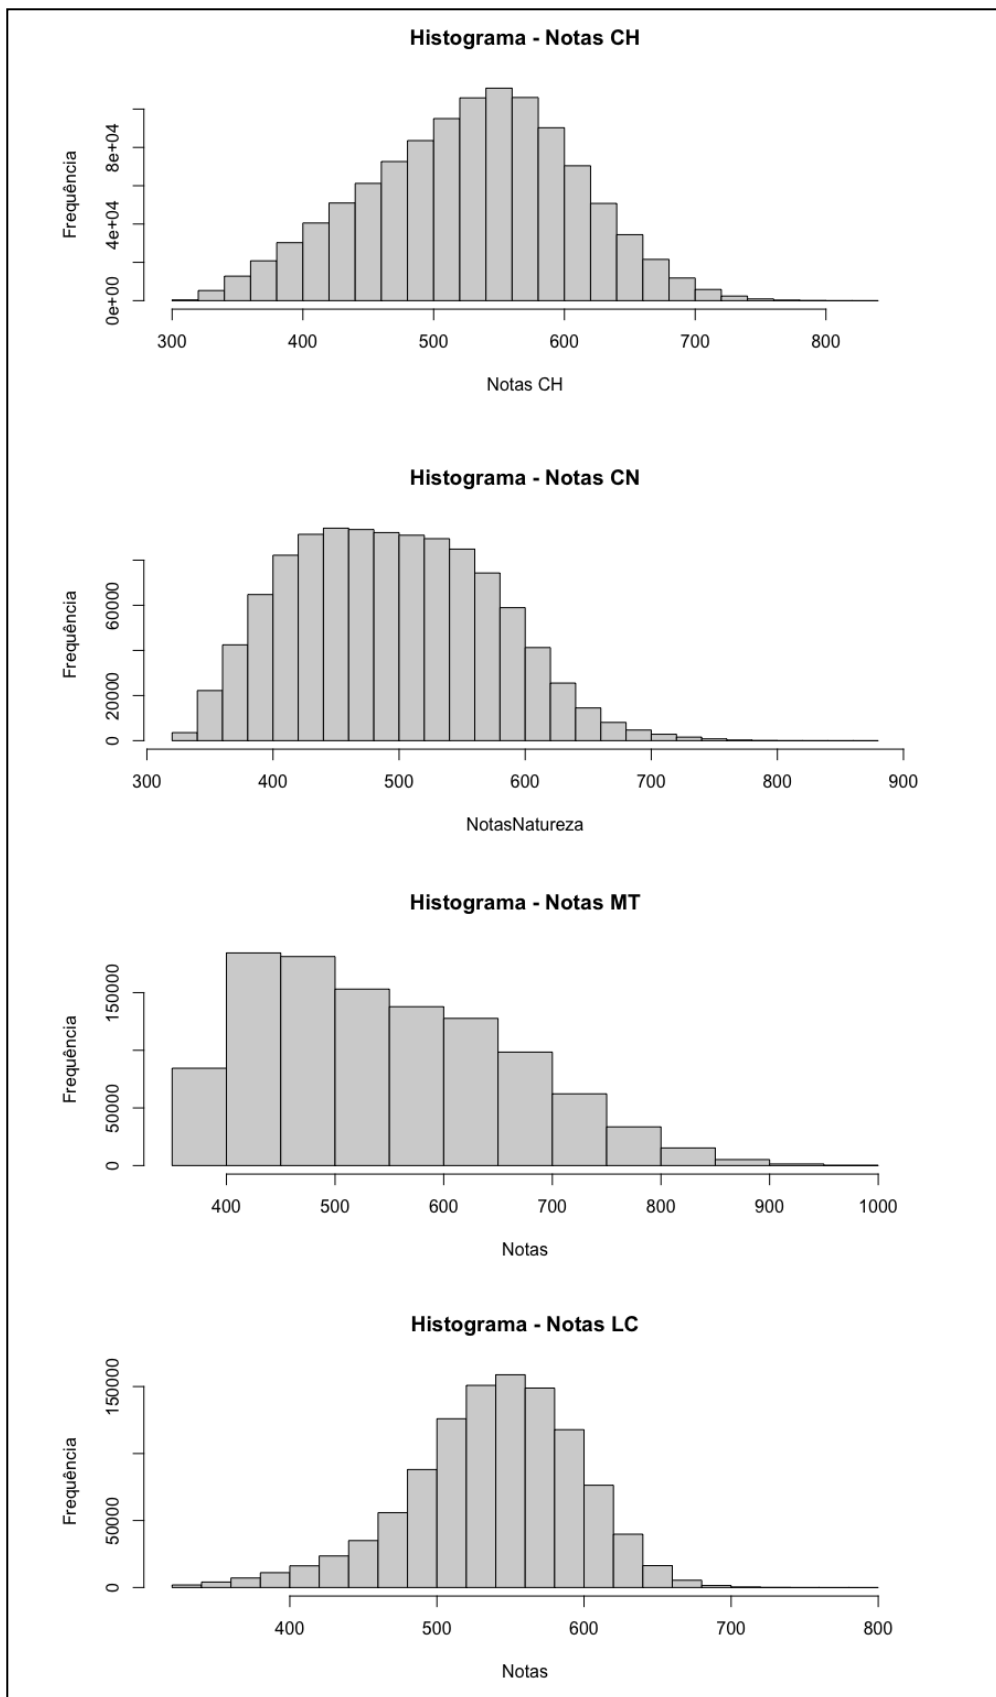 Histograma - Notas CH
Frequência
8e+04
4e+04
0e+00
300 400 500 600 700 800
Notas CH
Histograma - Notas CN
Frequência
60000
20000
0
300 400 500 600 700 800 900
NotasNatureza
Histograma - Notas MT
Frequência
150000
50000
0
400 500 600 700 800 900 1000
Notas
Histograma - Notas LC
Frequência
150000
50000
0
400 500 600 700 800
Notas